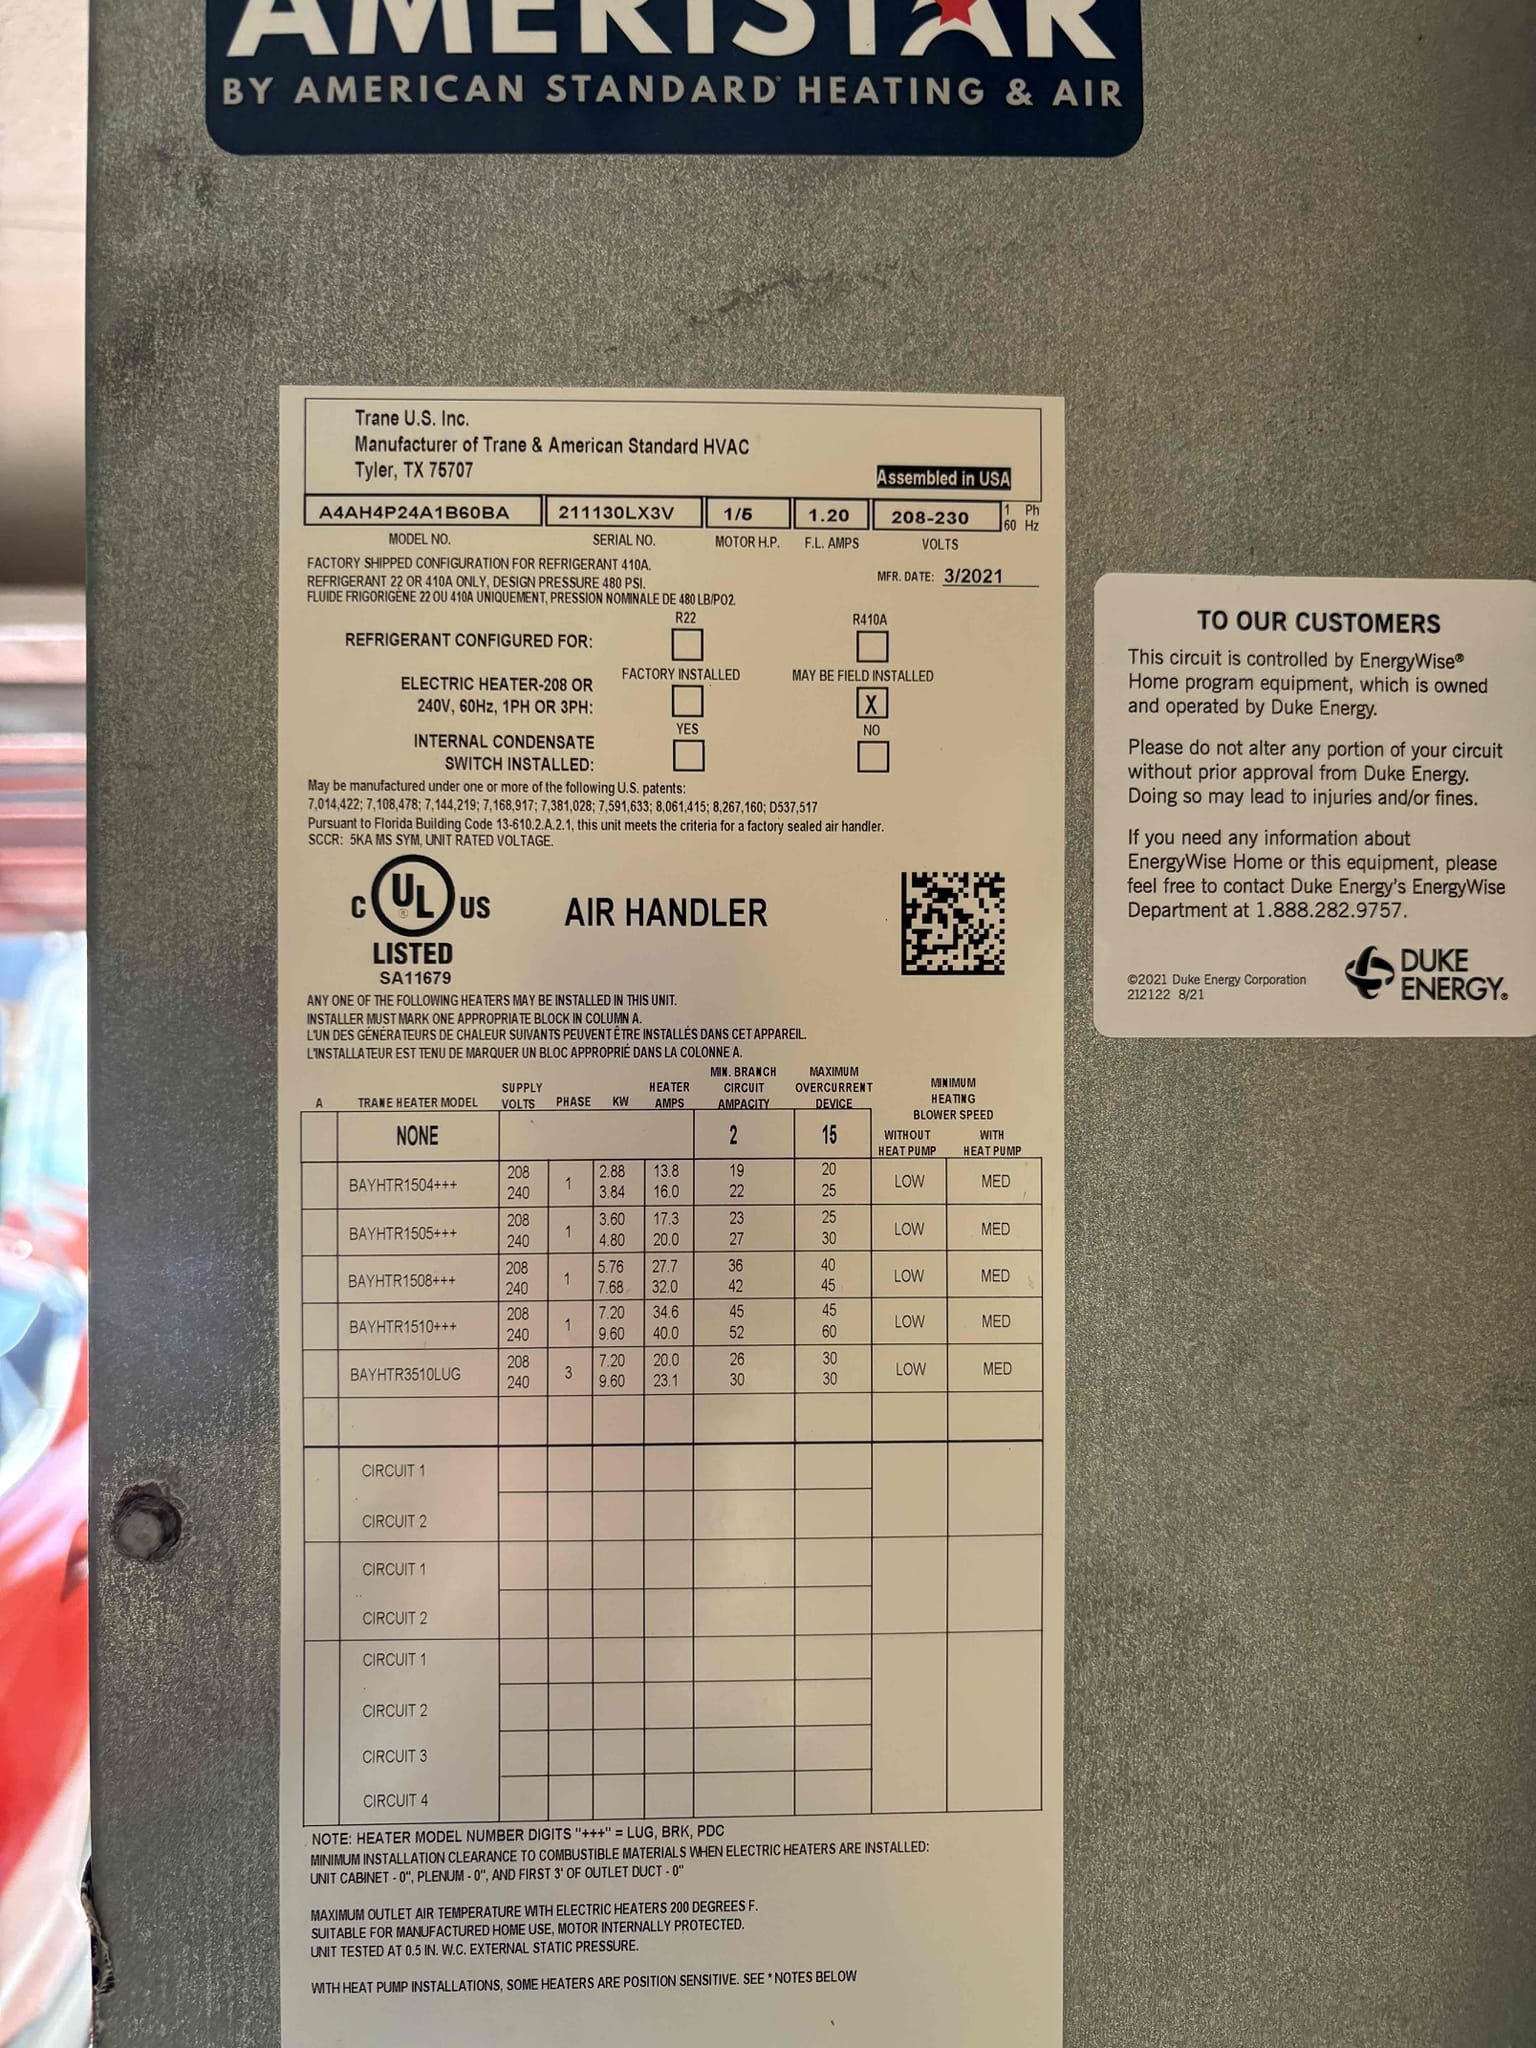 AMERISTAR
BY AMERICAN STANDARD® HEATING & AIR
Trane U.S. Inc.
Manufacturer of Trane & American Standard HVAC
Tyler, TX 75707
Assembled in USA
A4AH4P24A1B60BA 211130LX3V 1/5 1.20 208-230 1 Ph 60 Hz
MODEL NO. SERIAL NO. MOTOR H.P. F.L. AMPS VOLTS
FACTORY SHIPPED CONFIGURATION FOR REFRIGERANT 410A.
REFRIGERANT 22 OR 410A ONLY, DESIGN PRESSURE 480 PSI.
FLUIDE FRIGORIGÈNE 22 OU 410A UNIQUEMENT, PRESSION NOMINALE DE 480 LB/PO2.
MFR. DATE: 3/2021
R22 R410A
REFRIGERANT CONFIGURED FOR:
FACTORY INSTALLED MAY BE FIELD INSTALLED
ELECTRIC HEATER-208 OR
240V, 60Hz, 1PH OR 3PH: X
YES NO
INTERNAL CONDENSATE
SWITCH INSTALLED:
May be manufactured under one or more of the following U.S. patents:
7,014,422; 7,108,478; 7,144,219; 7,168,917; 7,381,028; 7,591,633; 8,061,415; 8,267,160; D537,517
Pursuant to Florida Building Code 13-610.2.A.2.1, this unit meets the criteria for a factory sealed air handler.
SCCR: 5KA MS SYM, UNIT RATED VOLTAGE.
C UL® US
LISTED
SA11679
AIR HANDLER
ANY ONE OF THE FOLLOWING HEATERS MAY BE INSTALLED IN THIS UNIT.
INSTALLER MUST MARK ONE APPROPRIATE BLOCK IN COLUMN A.
L'UN DES GÉNÉRATEURS DE CHALEUR SUIVANTS PEUVENT ÊTRE INSTALLÉS DANS CET APPAREIL.
L'INSTALLATEUR EST TENU DE MARQUER UN BLOC APPROPRIÉ DANS LA COLONNE A.
A TRANE HEATER MODEL SUPPLY VOLTS PHASE KW HEATER AMPS MIN. BRANCH CIRCUIT AMPACITY MAXIMUM OVERCURRENT DEVICE MINIMUM HEATING BLOWER SPEED
NONE 2 15 WITHOUT HEAT PUMP WITH HEAT PUMP
BAYHTR1504+++ 208 1 2.88 13.8 19 20 LOW MED
240 3.84 16.0 22 25
BAYHTR1505+++ 208 1 3.60 17.3 23 25 LOW MED
240 4.80 20.0 27 30
BAYHTR1508+++ 208 1 5.76 27.7 36 40 LOW MED
240 7.68 32.0 42 45
BAYHTR1510+++ 208 1 7.20 34.6 45 45 LOW MED
240 9.60 40.0 52 60
BAYHTR3510LUG 208 3 7.20 20.0 26 30 LOW MED
240 9.60 23.1 30 30
CIRCUIT 1
CIRCUIT 2
CIRCUIT 1
CIRCUIT 2
CIRCUIT 1
CIRCUIT 2
CIRCUIT 3
CIRCUIT 4
NOTE: HEATER MODEL NUMBER DIGITS "+++" = LUG, BRK, PDC
MINIMUM INSTALLATION CLEARANCE TO COMBUSTIBLE MATERIALS WHEN ELECTRIC HEATERS ARE INSTALLED:
UNIT CABINET - 0", PLENUM - 0", AND FIRST 3' OF OUTLET DUCT - 0"
MAXIMUM OUTLET AIR TEMPERATURE WITH ELECTRIC HEATERS 200 DEGREES F.
SUITABLE FOR MANUFACTURED HOME USE, MOTOR INTERNALLY PROTECTED.
UNIT TESTED AT 0.5 IN. W.C. EXTERNAL STATIC PRESSURE.
WITH HEAT PUMP INSTALLATIONS, SOME HEATERS ARE POSITION SENSITIVE. SEE * NOTES BELOW
TO OUR CUSTOMERS
This circuit is controlled by EnergyWise®
Home program equipment, which is owned
and operated by Duke Energy.
Please do not alter any portion of your circuit
without prior approval from Duke Energy.
Doing so may lead to injuries and/or fines.
If you need any information about
EnergyWise Home or this equipment, please
feel free to contact Duke Energy's EnergyWise
Department at 1.888.282.9757.
©2021 Duke Energy Corporation
212122 8/21
DUKE
ENERGY®